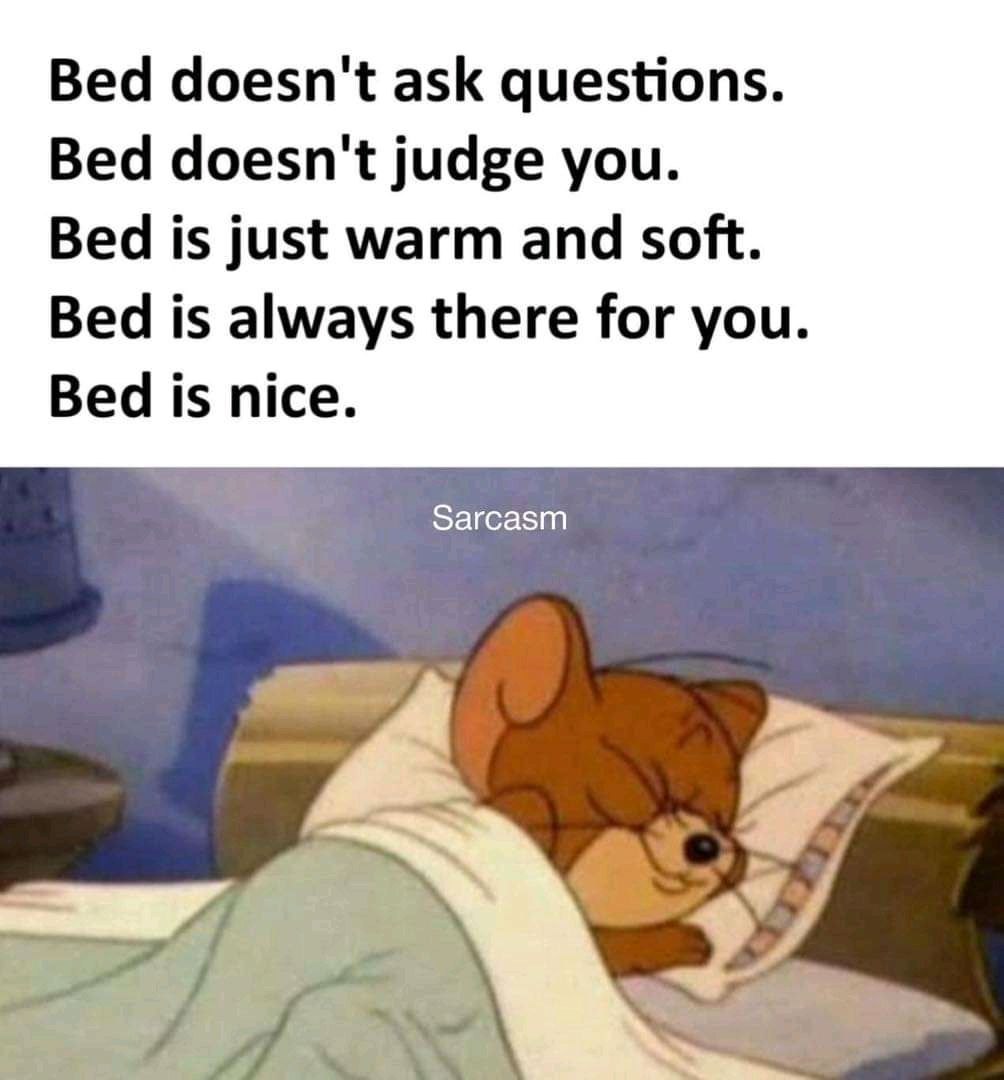 Bed doesn't ask questions.
Bed doesn't judge you.
Bed is just warm and soft.
Bed is always there for you.
Bed is nice.
Sarcasm